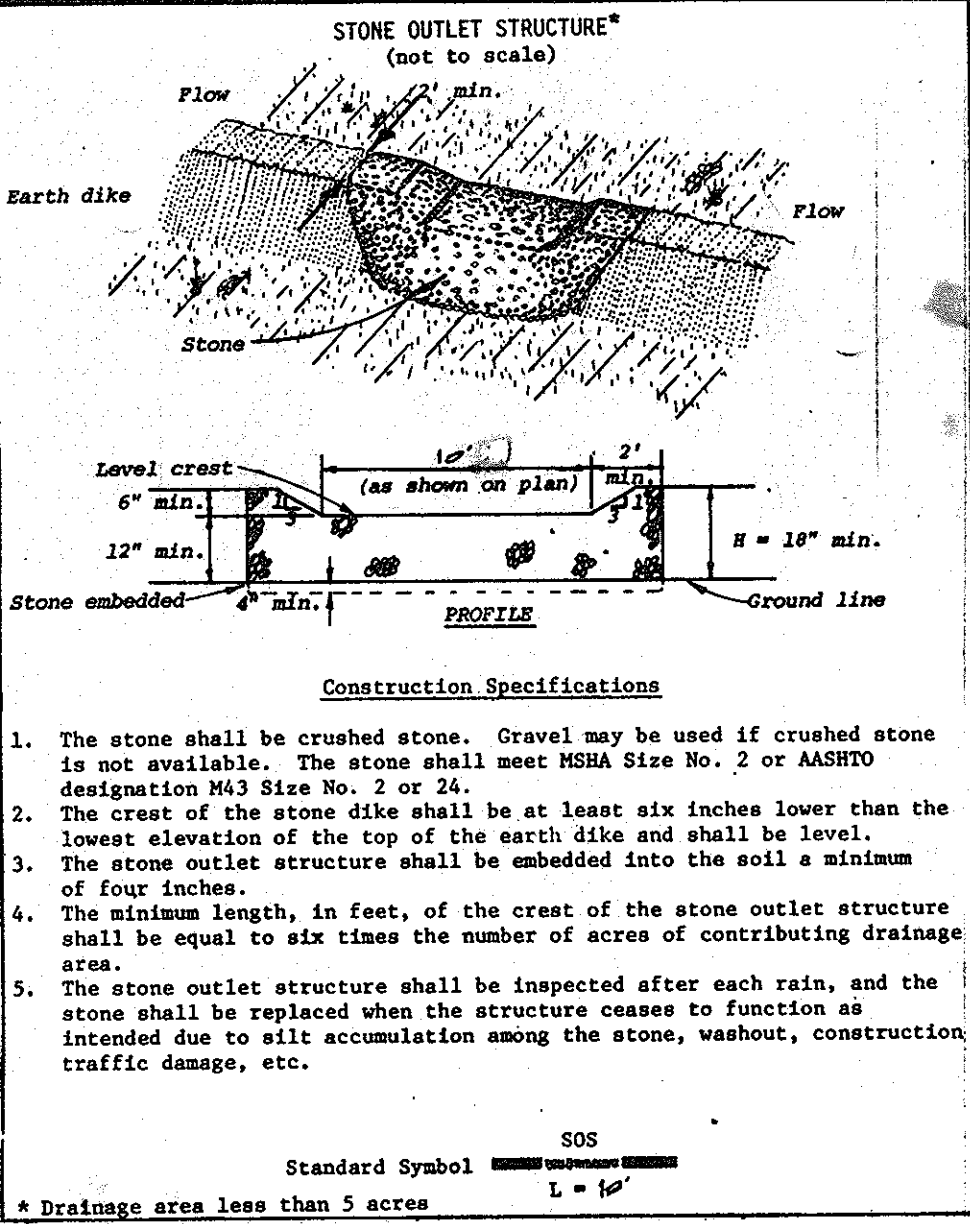 STONE OUTLET STRUCTURE*
(not to scale)
Flow
2' min.
Earth dike
Flow
Stone
Level crest
10'
(as shown on plan)
2'
min.
6" min.
1
3
3
1
12" min.
H = 18" min.
Stone embedded
4" min.
Ground line
PROFILE
Construction Specifications
1. The stone shall be crushed stone. Gravel may be used if crushed stone
is not available. The stone shall meet MSHA Size No. 2 or AASHTO
designation M43 Size No. 2 or 24.
2. The crest of the stone dike shall be at least six inches lower than the
lowest elevation of the top of the earth dike and shall be level.
3. The stone outlet structure shall be embedded into the soil a minimum
of four inches.
4. The minimum length, in feet, of the crest of the stone outlet structure
shall be equal to six times the number of acres of contributing drainage
area.
5. The stone outlet structure shall be inspected after each rain, and the
stone shall be replaced when the structure ceases to function as
intended due to silt accumulation among the stone, washout, construction
traffic damage, etc.
SOS
Standard Symbol
L = 10'
* Drainage area less than 5 acres